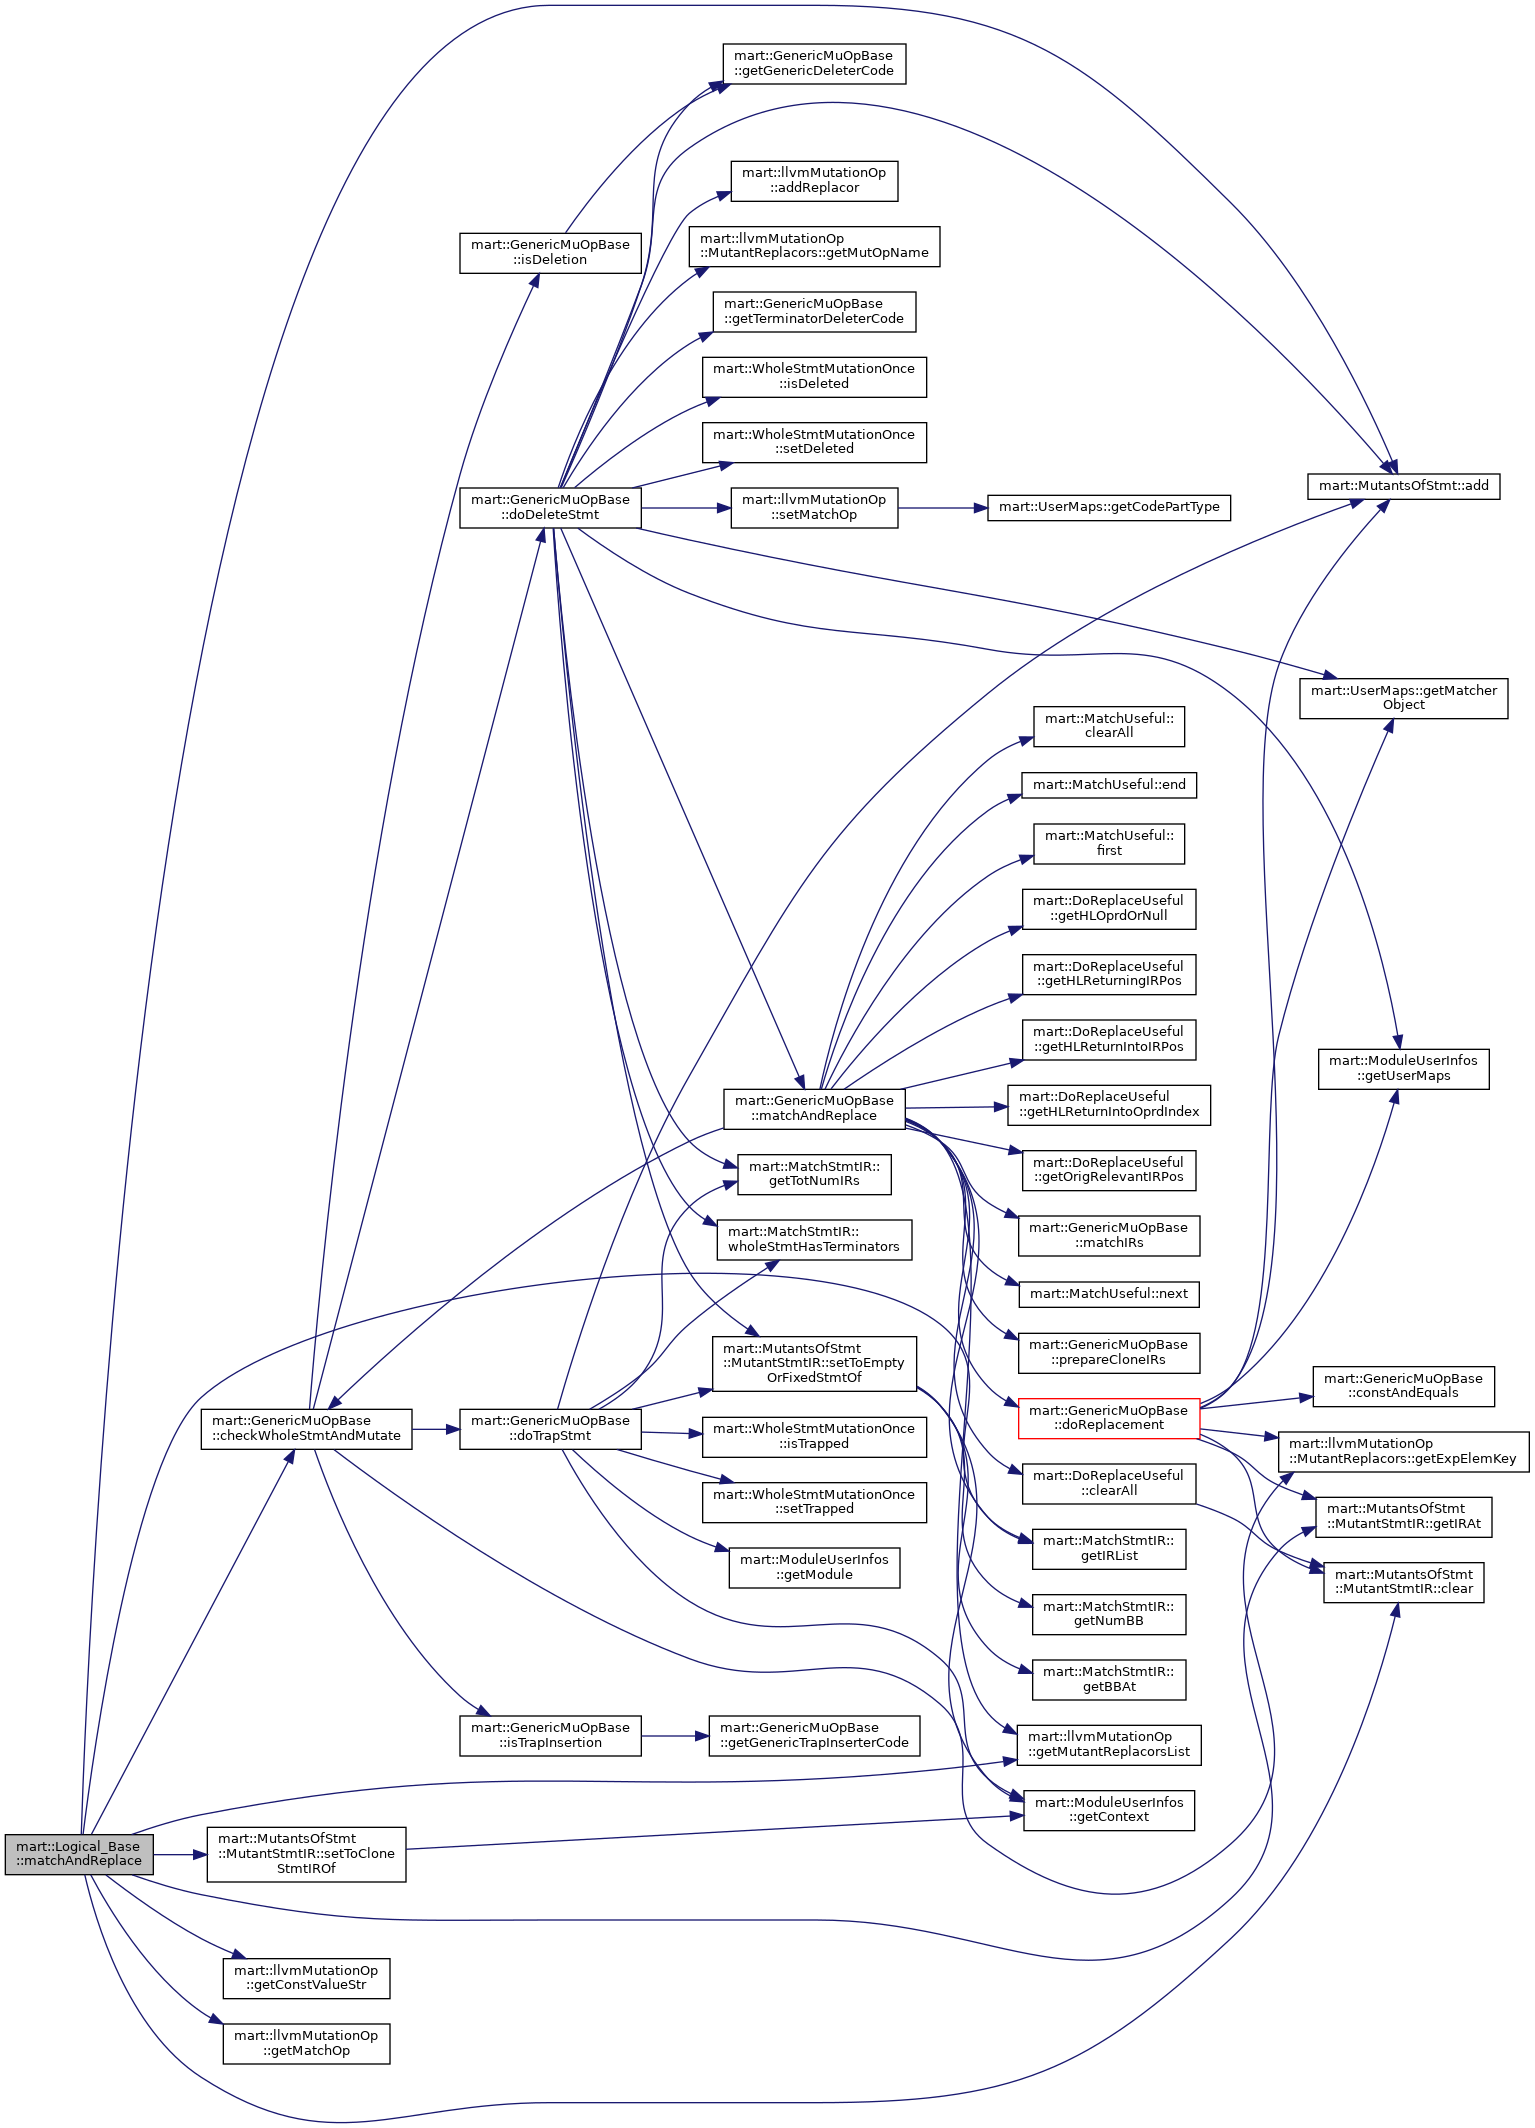 mart::GenericMuOpBase
::getGenericDeleterCode
mart::llvmMutationOp
::addReplacor
mart::llvmMutationOp
::MutantReplacors::getMutOpName
mart::GenericMuOpBase
::isDeletion
mart::GenericMuOpBase
::getTerminatorDeleterCode
mart::WholeStmtMutationOnce
::isDeleted
mart::WholeStmtMutationOnce
::setDeleted
mart::GenericMuOpBase
::doDeleteStmt
mart::llvmMutationOp
::setMatchOp
mart::UserMaps::getCodePartType
mart::MutantsOfStmt::add
mart::UserMaps::getMatcher
Object
mart::MatchUseful::
clearAll
mart::MatchUseful::end
mart::MatchUseful::
first
mart::DoReplaceUseful
::getHLOprdOrNull
mart::DoReplaceUseful
::getHLReturningIRPos
mart::DoReplaceUseful
::getHLReturnIntoIRPos
mart::ModuleUserInfos
::getUserMaps
mart::GenericMuOpBase
::matchAndReplace
mart::DoReplaceUseful
::getHLReturnIntoOprdIndex
mart::DoReplaceUseful
::getOrigRelevantIRPos
mart::MatchStmtIR::
getTotNumIRs
mart::MatchStmtIR::
wholeStmtHasTerminators
mart::GenericMuOpBase
::matchIRs
mart::MatchUseful::next
mart::GenericMuOpBase
::prepareCloneIRs
mart::MutantsOfStmt
::MutantStmtIR::setToEmpty
OrFixedStmtOf
mart::GenericMuOpBase
::constAndEquals
mart::GenericMuOpBase
::checkWholeStmtAndMutate
mart::GenericMuOpBase
::doTrapStmt
mart::WholeStmtMutationOnce
::isTrapped
mart::GenericMuOpBase
::doReplacement
mart::llvmMutationOp
::MutantReplacors::getExpElemKey
mart::WholeStmtMutationOnce
::setTrapped
mart::DoReplaceUseful
::clearAll
mart::MutantsOfStmt
::MutantStmtIR::getIRAt
mart::ModuleUserInfos
::getModule
mart::MatchStmtIR::
getIRList
mart::MutantsOfStmt
::MutantStmtIR::clear
mart::MatchStmtIR::
getNumBB
mart::MatchStmtIR::
getBBAt
mart::GenericMuOpBase
::isTrapInsertion
mart::GenericMuOpBase
::getGenericTrapInserterCode
mart::llvmMutationOp
::getMutantReplacorsList
mart::ModuleUserInfos
::getContext
mart::Logical_Base
::matchAndReplace
mart::MutantsOfStmt
::MutantStmtIR::setToClone
StmtIROf
mart::llvmMutationOp
::getConstValueStr
mart::llvmMutationOp
::getMatchOp